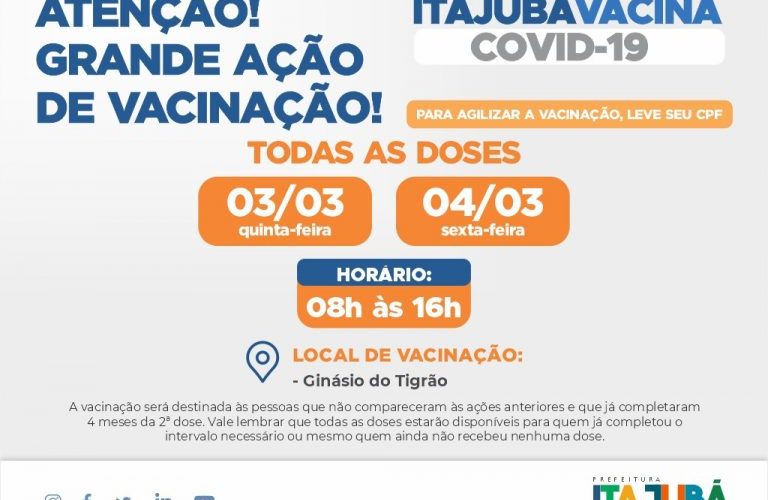 ATENÇÃO!
GRANDE AÇÃO
DE VACINAÇÃO!
ITAJUBÁVACINA
COVID-19
PARA AGILIZAR A VACINAÇÃO, LEVE SEU CPF
TODAS AS DOSES
03/03
quinta-feira
04/03
sexta-feira
HORÁRIO:
08h às 16h
LOCAL DE VACINAÇÃO:
- Ginásio do Tigrão
A vacinação será destinada às pessoas que não compareceram às ações anteriores e que já completaram
4 meses da 2ª dose. Vale lembrar que todas as doses estarão disponíveis para quem já completou o
intervalo necessário ou mesmo quem ainda não recebeu nenhuma dose.
PREFEITURA
ITAJUBÁ